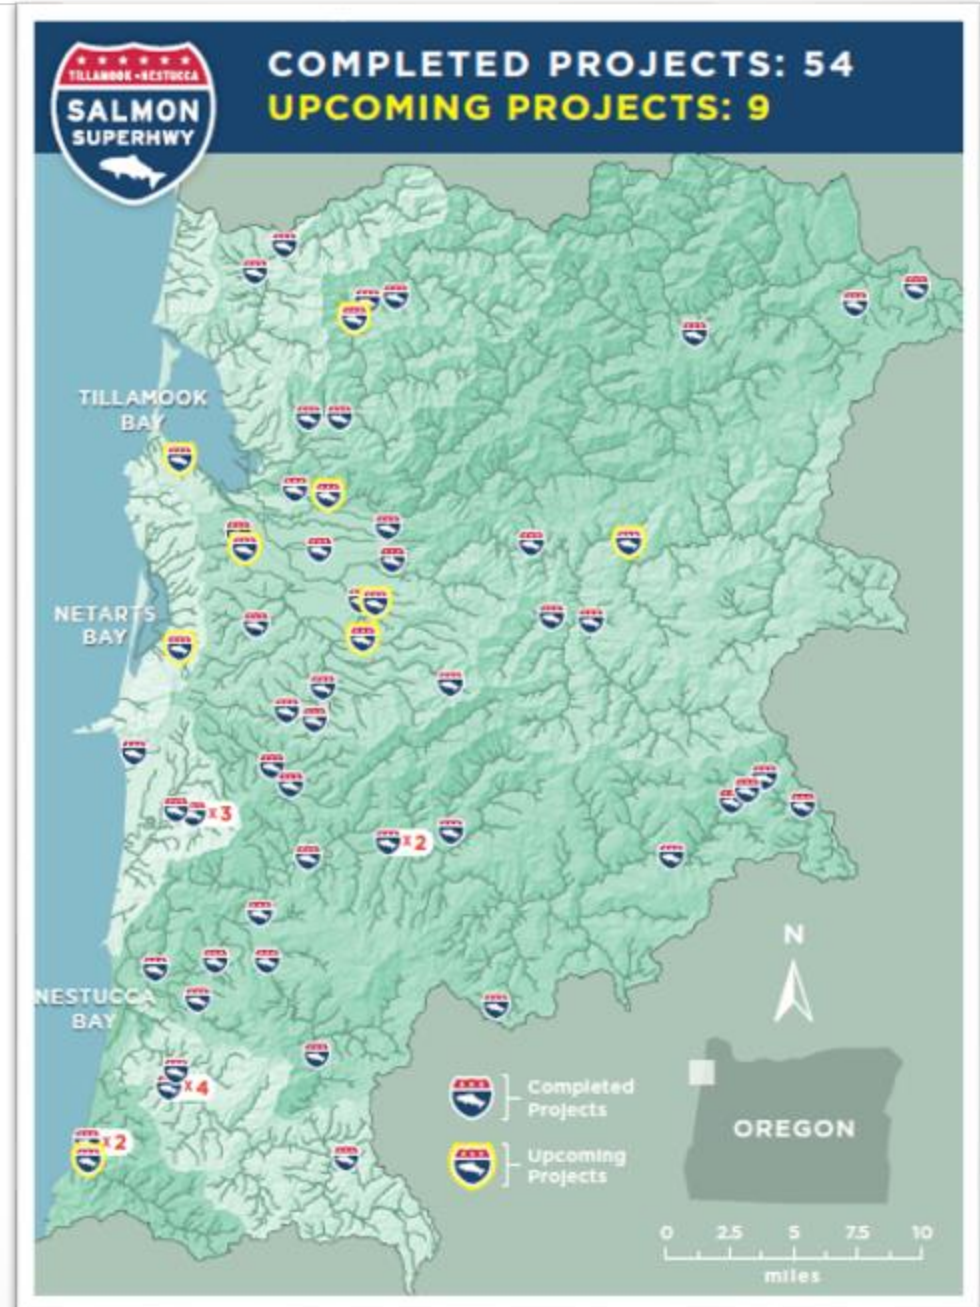 TILLAMOOK • NESTUCCA
SALMON
SUPERHWY
COMPLETED PROJECTS: 54
UPCOMING PROJECTS: 9
TILLAMOOK
BAY
NETARTS
BAY
x3
x2
NESTUCCA
BAY
x4
x2
N
Completed
Projects
Upcoming
Projects
OREGON
0 2.5 5 7.5 10
miles